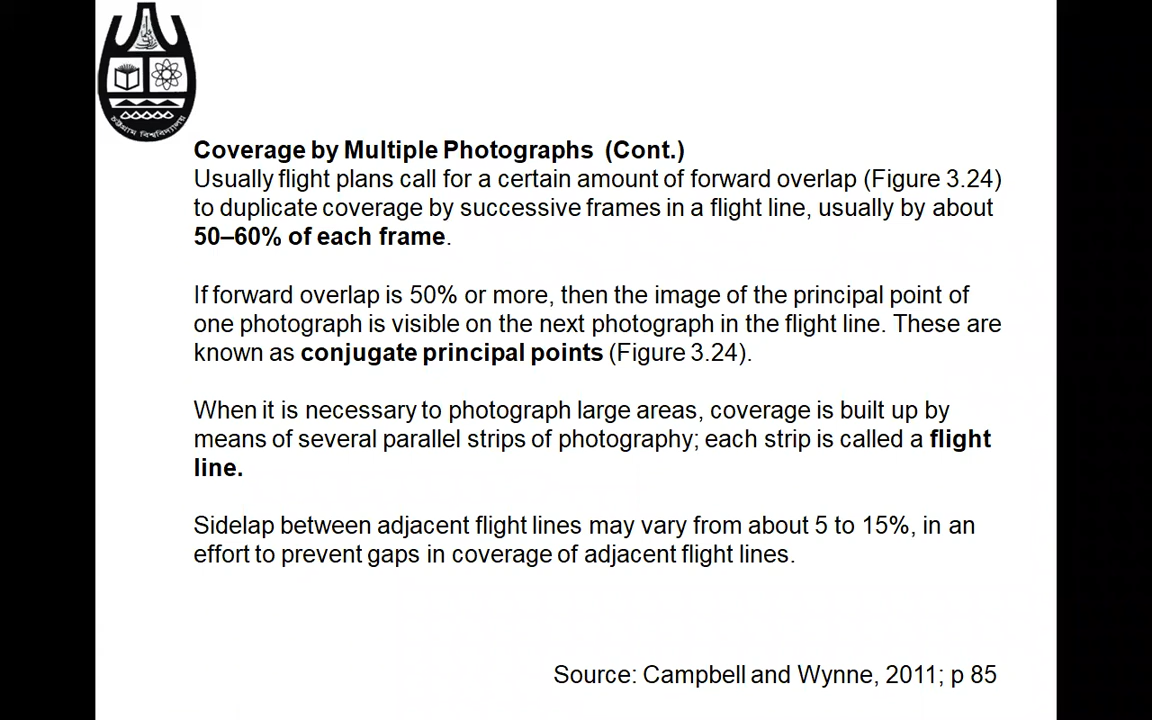 চট্টগ্রাম বিশ্ববিদ্যালয়
Coverage by Multiple Photographs (Cont.)
Usually flight plans call for a certain amount of forward overlap (Figure 3.24)
to duplicate coverage by successive frames in a flight line, usually by about
50–60% of each frame.
If forward overlap is 50% or more, then the image of the principal point of
one photograph is visible on the next photograph in the flight line. These are
known as conjugate principal points (Figure 3.24).
When it is necessary to photograph large areas, coverage is built up by
means of several parallel strips of photography; each strip is called a flight
line.
Sidelap between adjacent flight lines may vary from about 5 to 15%, in an
effort to prevent gaps in coverage of adjacent flight lines.
Source: Campbell and Wynne, 2011; p 85